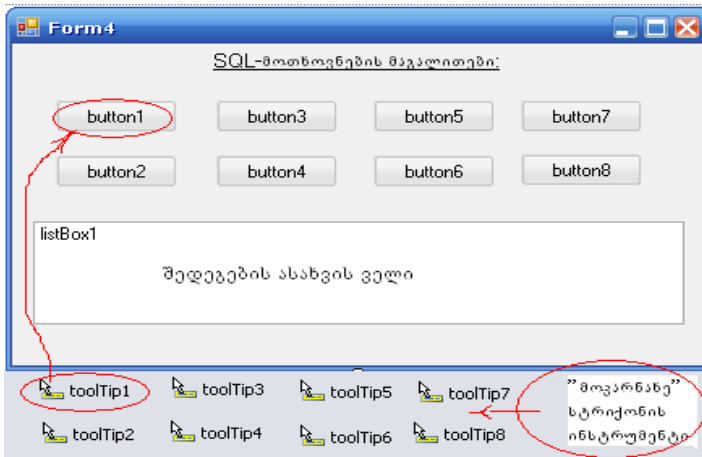 Form4
SQL-მოთხოვნების მაგალითები:
button1 button3 button5 button7
button2 button4 button6 button8
listBox1
შედეგების ასახვის ველი
toolTip1 toolTip3 toolTip5 toolTip7
toolTip2 toolTip4 toolTip6 toolTip8
"მოკარნახე"
სტრიქონის
ინსტრუმენტი